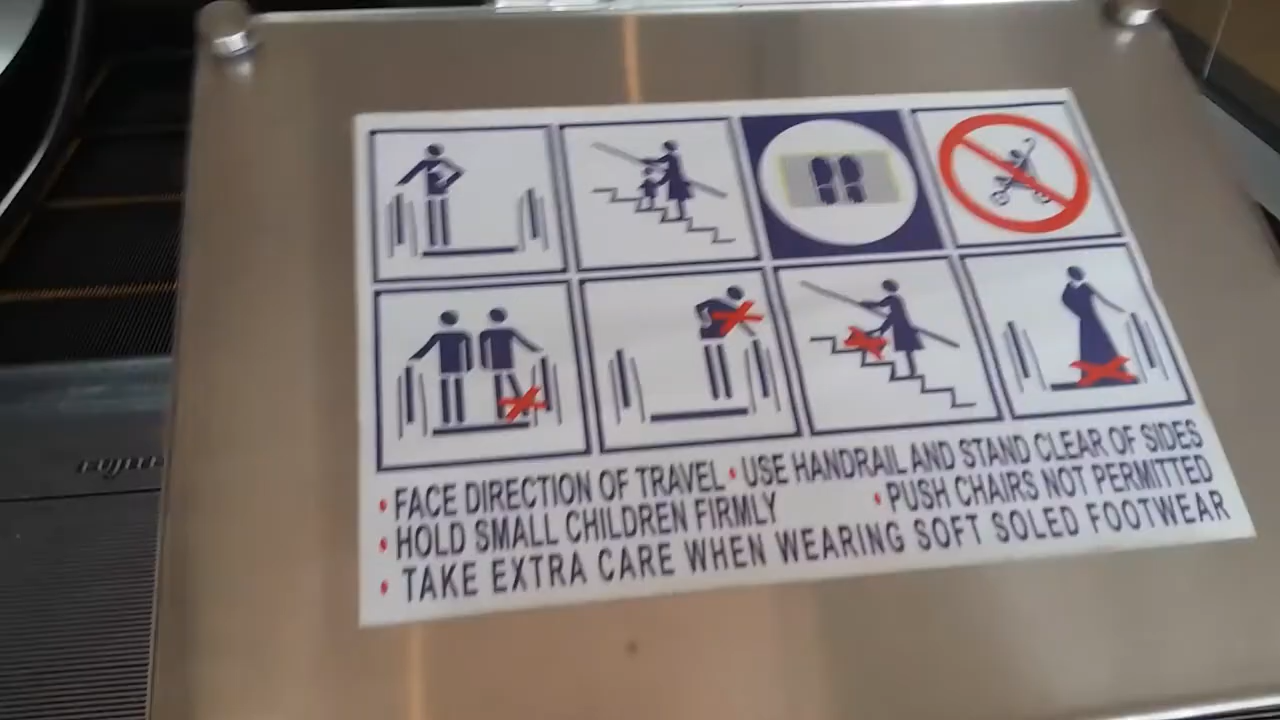 • FACE DIRECTION OF TRAVEL • USE HANDRAIL AND STAND CLEAR OF SIDES
• HOLD SMALL CHILDREN FIRMLY • PUSH CHAIRS NOT PERMITTED
• TAKE EXTRA CARE WHEN WEARING SOFT SOLED FOOTWEAR